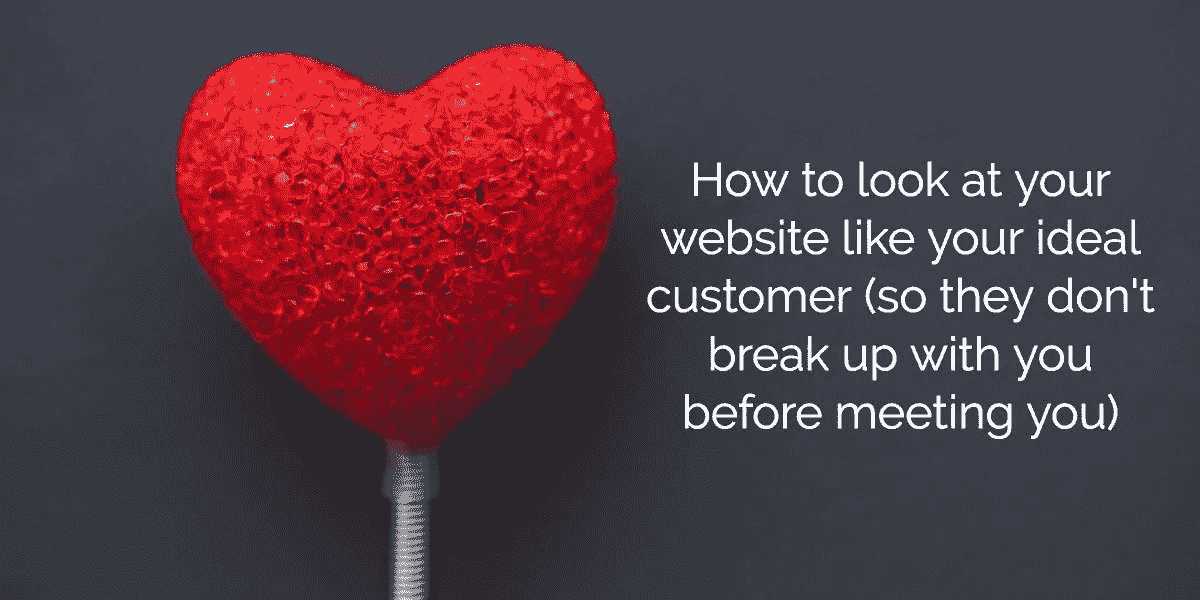 How to look at your
website like your ideal
customer (so they don't
break up with you
before meeting you)